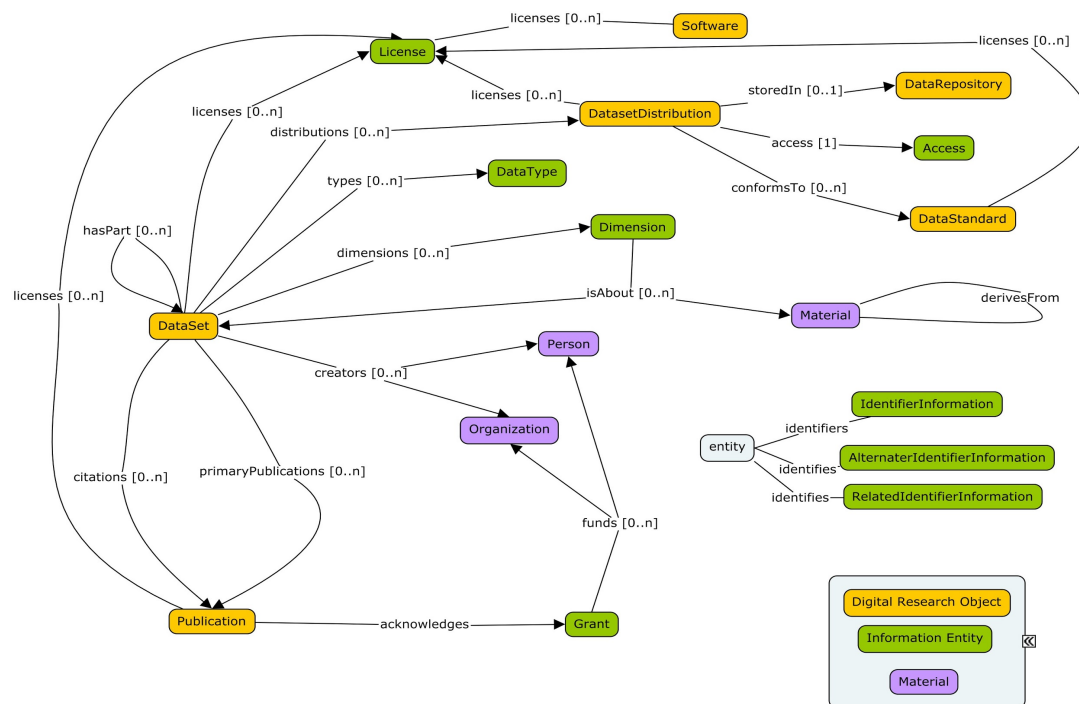 licenses [0..n]
Software
License
licenses [0..n]
licenses [0..n]
storedIn [0..1]
DataRepository
licenses [0..n]
distributions [0..n]
DatasetDistribution
access [1]
Access
types [0..n]
DataType
conformsTo [0..n]
DataStandard
hasPart [0..n]
dimensions [0..n]
Dimension
licenses [0..n]
isAbout [0..n]
derivesFrom
Material
DataSet
Person
creators [0..n]
Organization
IdentifierInformation
identifiers
entity
AlternaterIdentifierInformation
identifies
RelatedIdentifierInformation
identifies
citations [0..n]
primaryPublications [0..n]
funds [0..n]
Publication
acknowledges
Grant
Digital Research Object
Information Entity
Material